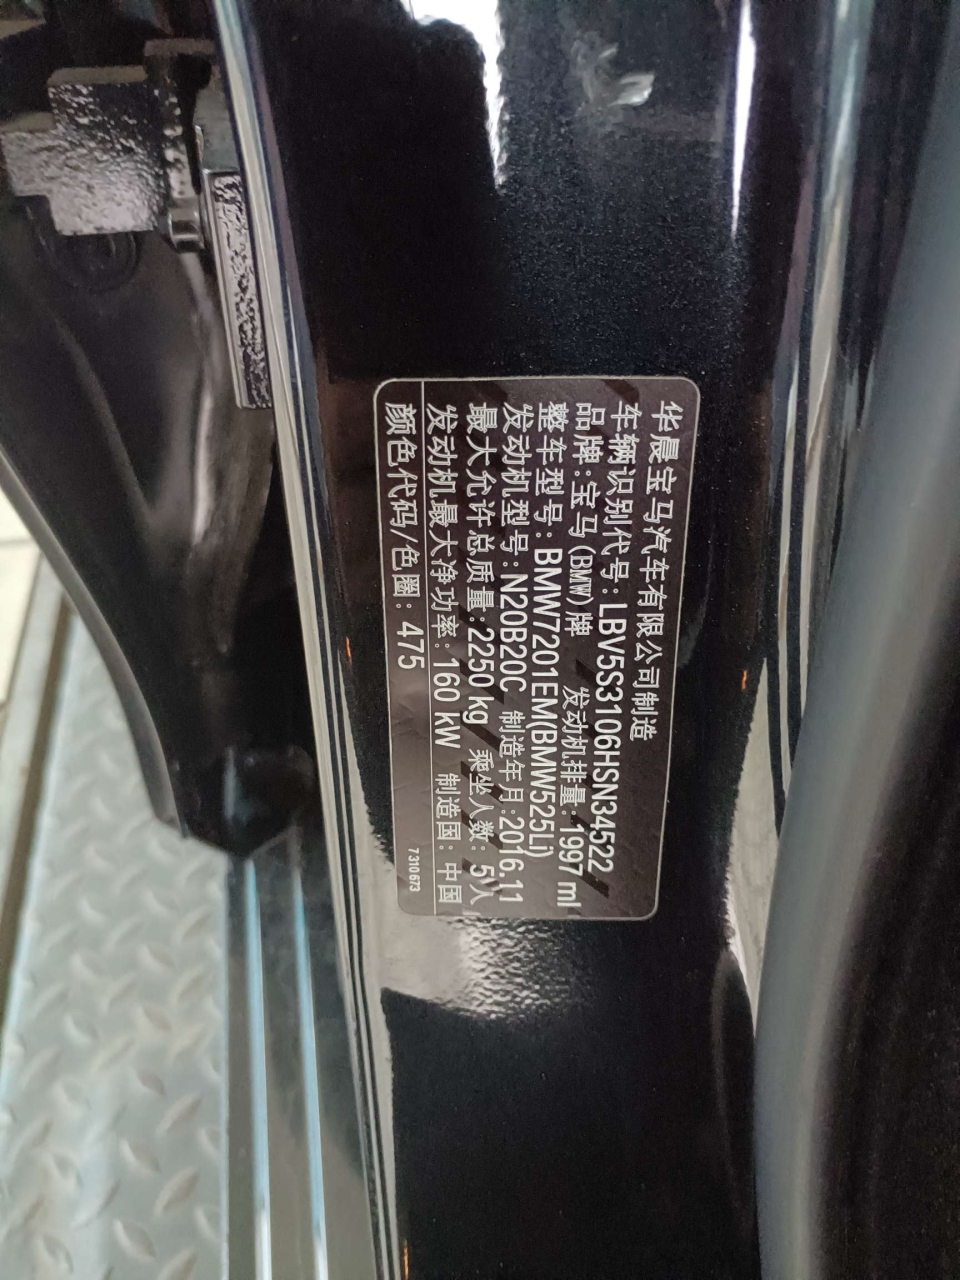 华晨宝马汽车有限公司制造
车辆识别代号:LBV5S3106HSN34522
品牌:宝马(BMW)牌 发动机排量:1997 ml
整车型号:BMW7201EM(BMW525Li)
发动机型号:N20B20C 制造年月:2016.11
最大允许总质量:2250 kg 乘坐人数: 5人
发动机最大净功率: 160 kW 制造国: 中国
颜色代码/色圈: 475 7310673